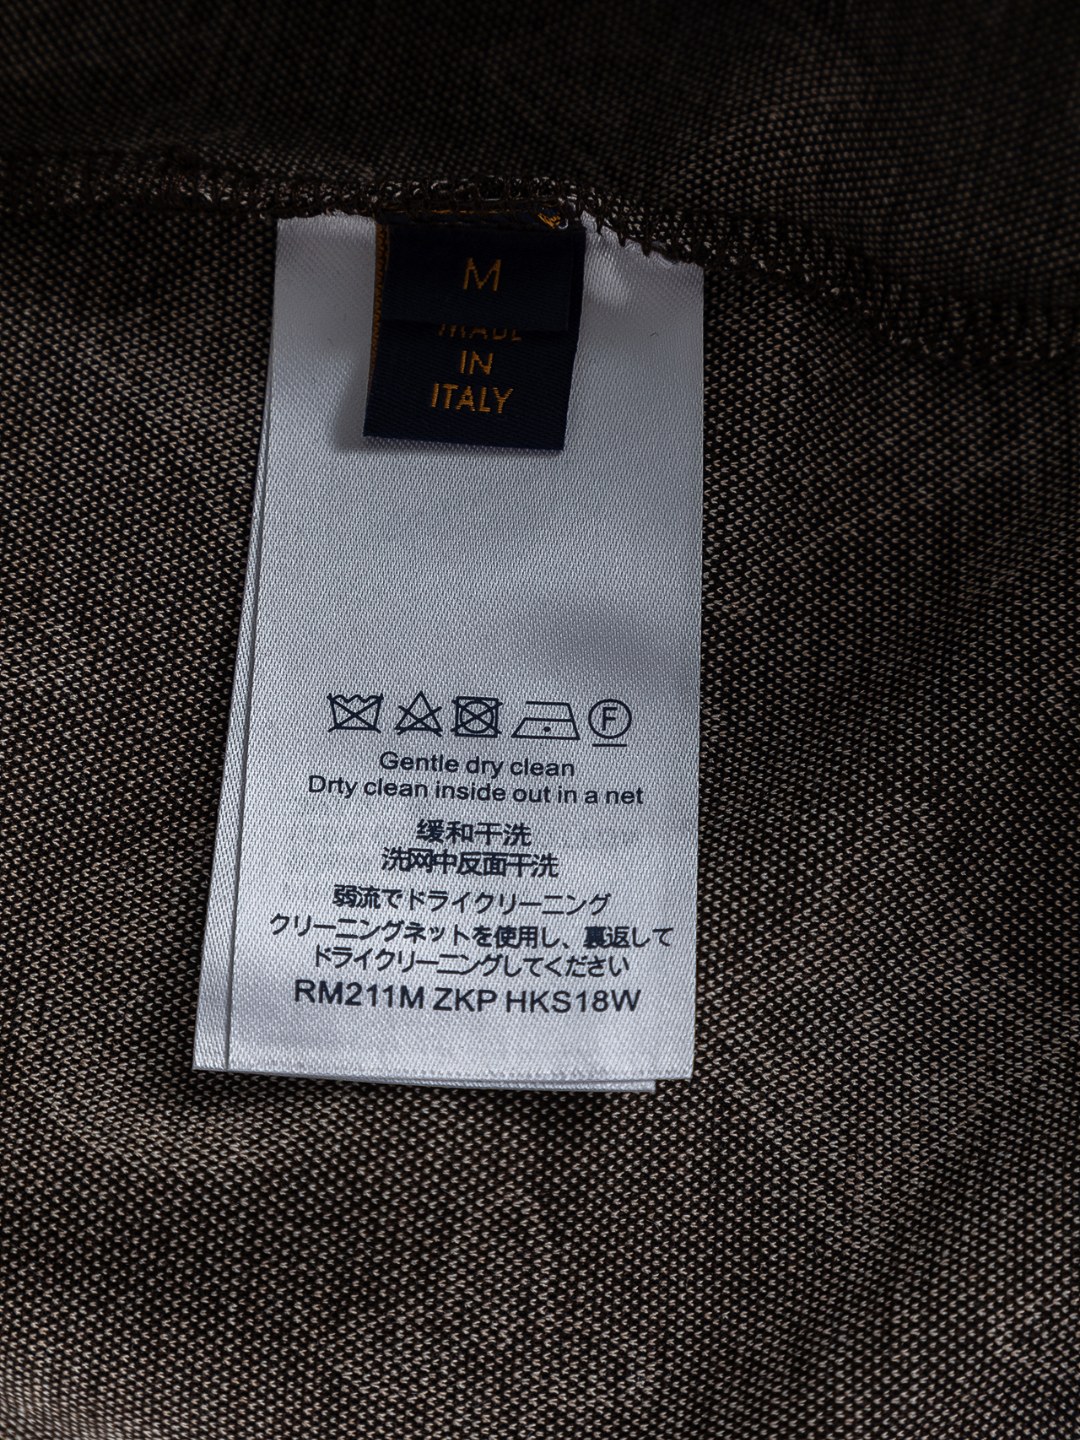 M
MADE
IN
ITALY
F
Gentle dry clean
Drty clean inside out in a net
缓和干洗
洗网中反面干洗
弱流でドライクリーニング
クリーニングネットを使用し、裏返して
ドライクリーニングしてください
RM211M ZKP HKS18W